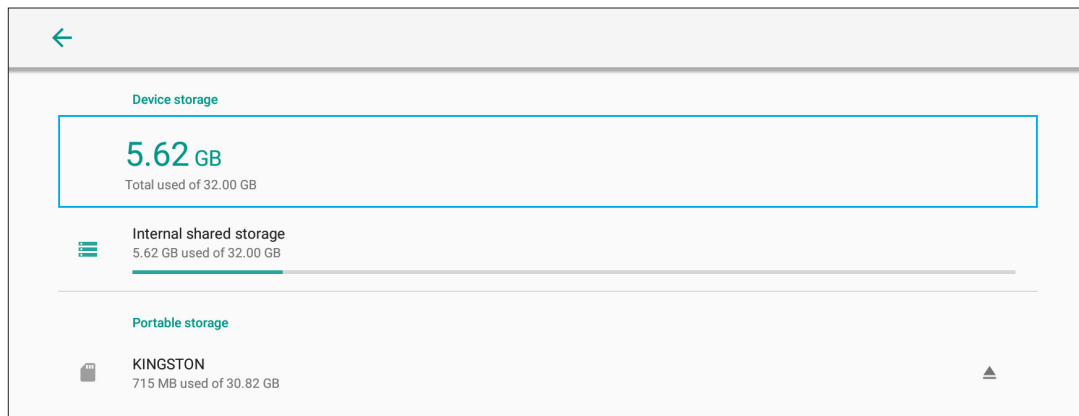 Device storage
5.62 GB
Total used of 32.00 GB
Internal shared storage
5.62 GB used of 32.00 GB
Portable storage
KINGSTON
715 MB used of 30.82 GB